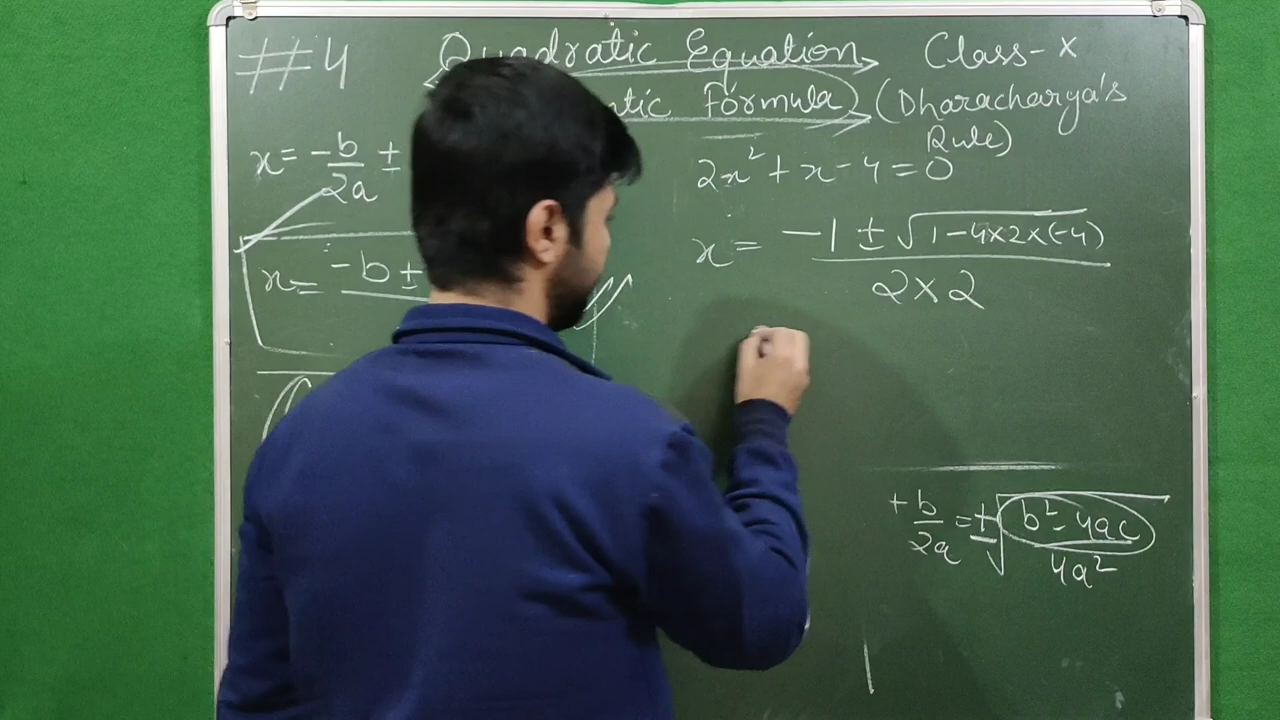 #4 Quadratic Equation Class-X
Formula) (Dharacharya's
Rule)
x = -b/2a ±
2x² + x - 4 = 0
x = -b ±
x = (-1 ± √(1-4×2×(-4)))/(2×2)
+b/2a = ±√((b²-4ac)/4a²)